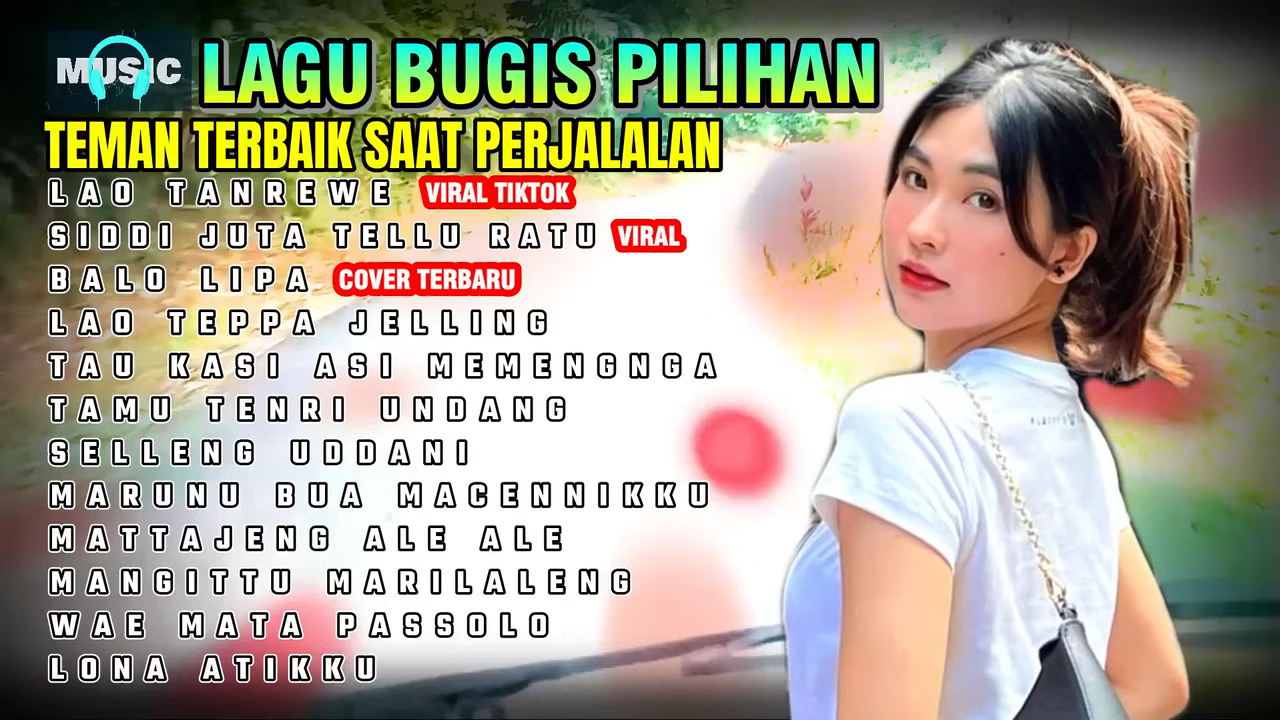 MUSIC
LAGU BUGIS PILIHAN
TEMAN TERBAIK SAAT PERJALALAN
LAO TANREWE VIRAL TIKTOK
SIDDI JUTA TELLU RATU VIRAL
BALO LIPA COVER TERBARU
LAO TEPPA JELLING
TAU KASI ASI MEMENGNGA
TAMU TENRI UNDANG
SELLENG UDDANI
MARUNU BUA MACENNIKKU
MATTAJENG ALE ALE
MANGITTU MARILALENG
WAE MATA PASSOLO
LONA ATIKKU